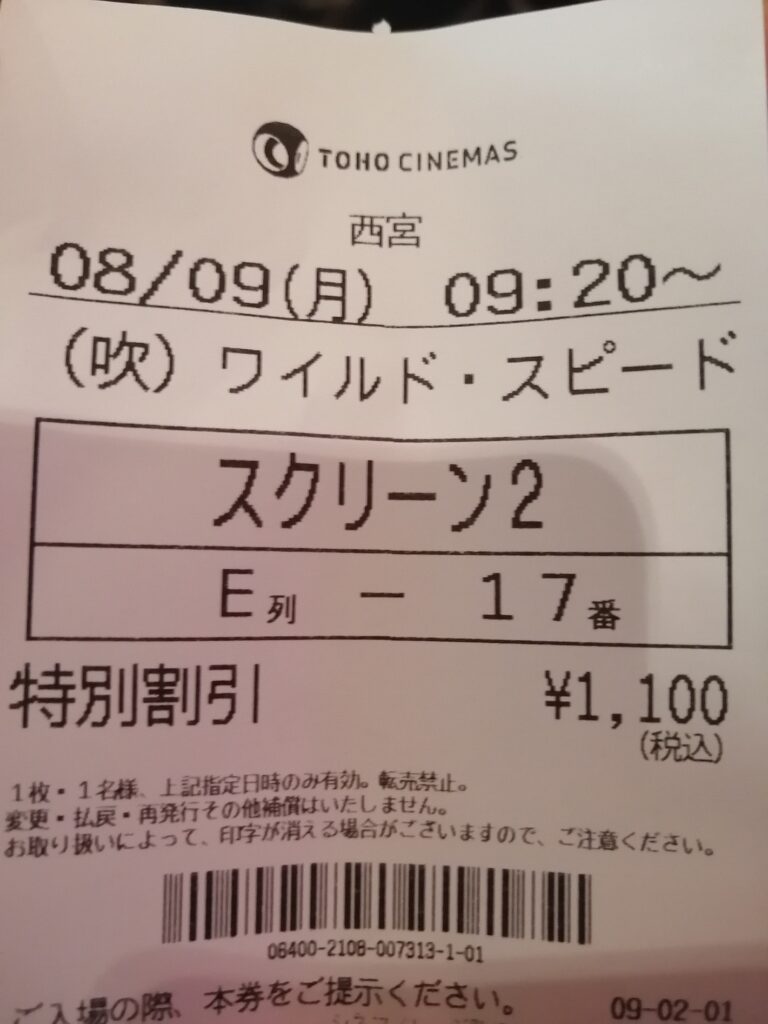 TOHO CINEMAS
西宮
08/09(月) 09:20～
(吹) ワイルド・スピード
スクリーン2
E列 － 17番
特別割引 ¥1,100
(税込)
1枚・1名様、上記指定日時のみ有効。転売禁止。
変更・払戻・再発行その他補償はいたしません。
お取り扱いによって、印字が消える場合がございますので、ご注意ください。
06400-2108-007313-1-01
ご入場の際、本券をご提示ください。 09-02-01